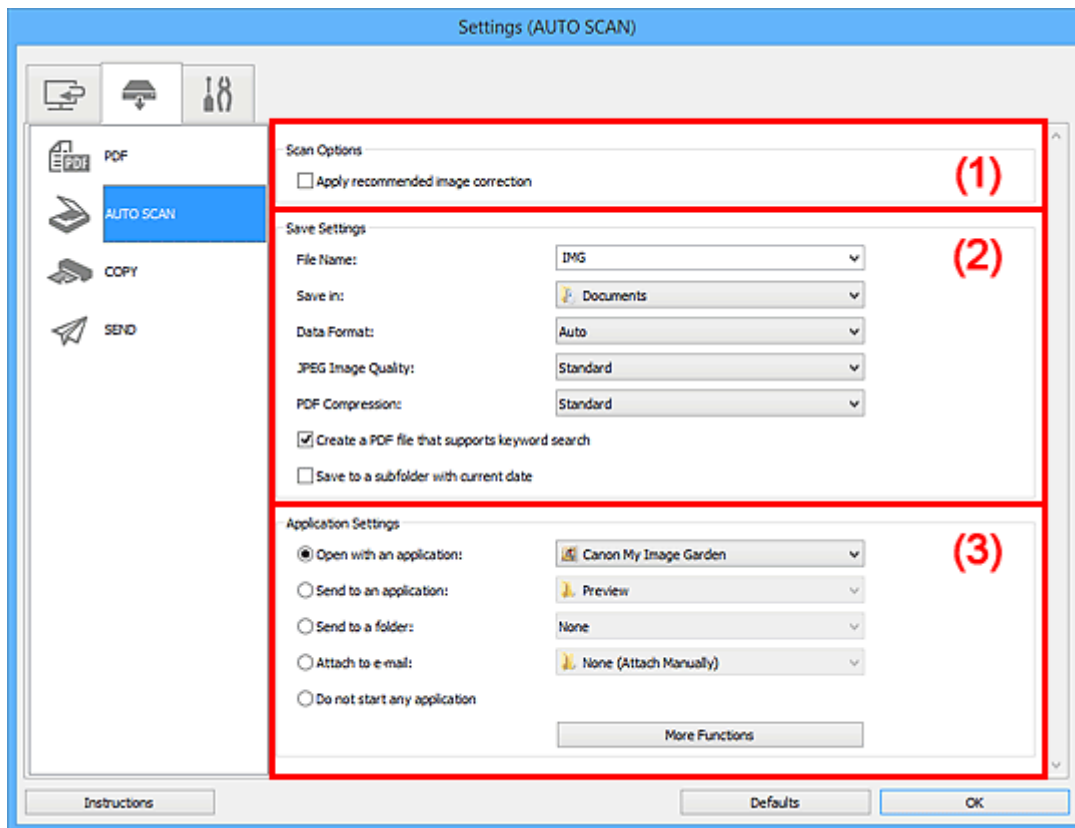 Settings (AUTO SCAN)
PDF
PDF
AUTO SCAN
COPY
SEND
Scan Options
Apply recommended image correction
(1)
Save Settings
(2)
File Name: IMG
Save in: Documents
Data Format: Auto
JPEG Image Quality: Standard
PDF Compression: Standard
Create a PDF file that supports keyword search
Save to a subfolder with current date
Application Settings
(3)
Open with an application: Canon My Image Garden
Send to an application: Preview
Send to a folder: None
Attach to e-mail: None (Attach Manually)
Do not start any application
More Functions
Instructions Defaults OK